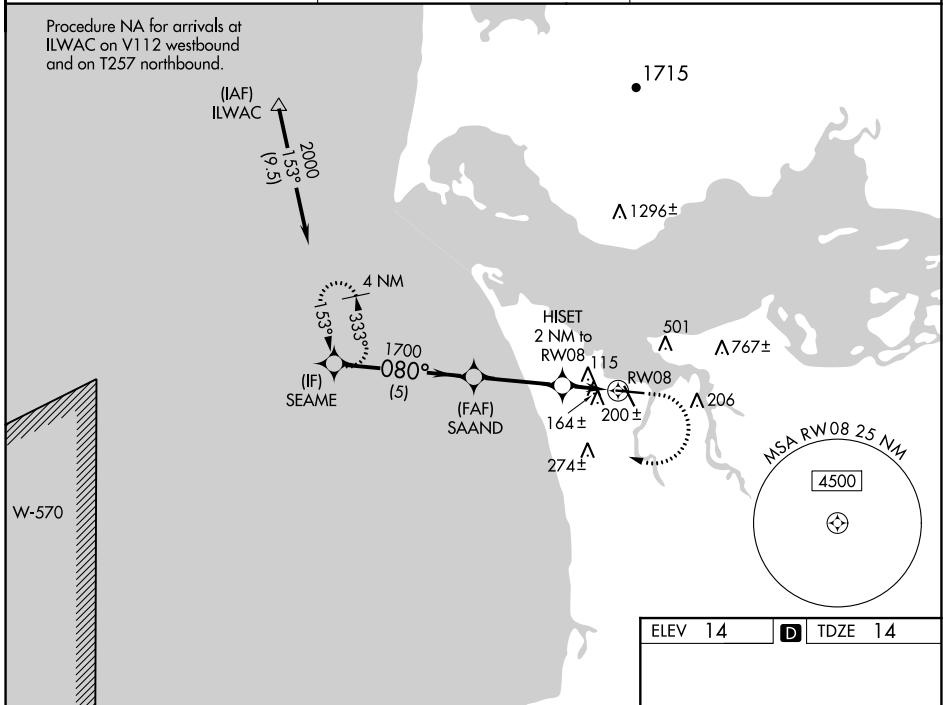 Procedure NA for arrivals at
ILWAC on V112 westbound
and on T257 northbound.
1715
(IAF)
ILWAC
2000
153°
(9.5)
1296±
4 NM
153°
333°
HISET
2 NM to
RW08
501
767±
115
1700
080°
(5)
RW08
(IF)
SEAME
(FAF)
SAAND
164±
200±
206
274±
MSA RW08 25 NM
4500
W-570
ELEV 14 D TDZE 14